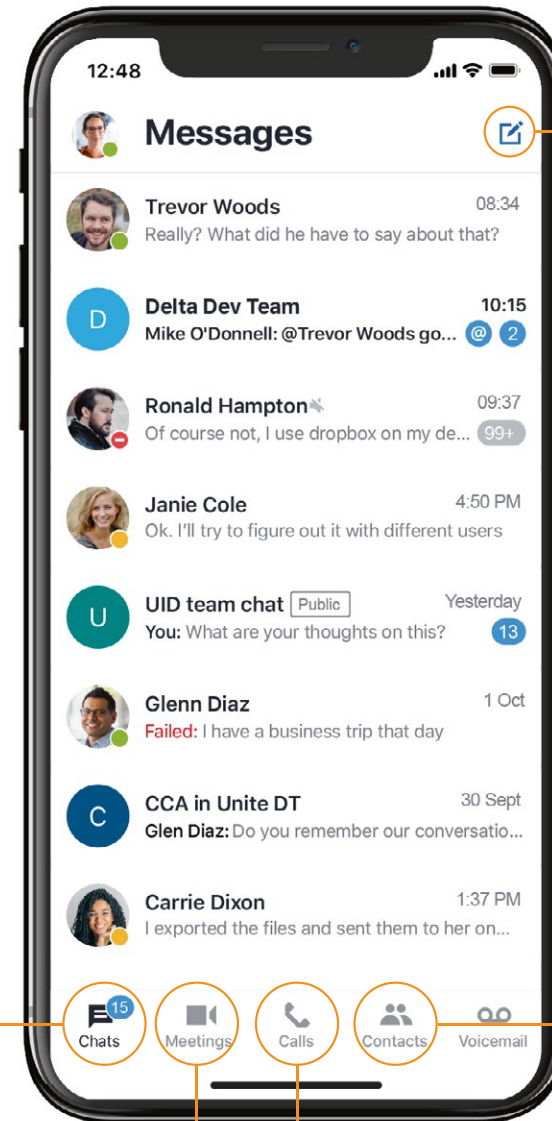 12:48
Messages
Trevor Woods 08:34
Really? What did he have to say about that?
D
Delta Dev Team 10:15
Mike O'Donnell: @Trevor Woods go... @ 2
Ronald Hampton 09:37
Of course not, I use dropbox on my de... 99+
Janie Cole 4:50 PM
Ok. I'll try to figure out it with different users
U
UID team chat Public Yesterday
You: What are your thoughts on this? 13
Glenn Diaz 1 Oct
Failed: I have a business trip that day
C
CCA in Unite DT 30 Sept
Glen Diaz: Do you remember our conversatio...
Carrie Dixon 1:37 PM
I exported the files and sent them to her on...
15
Chats Meetings Calls Contacts Voicemail